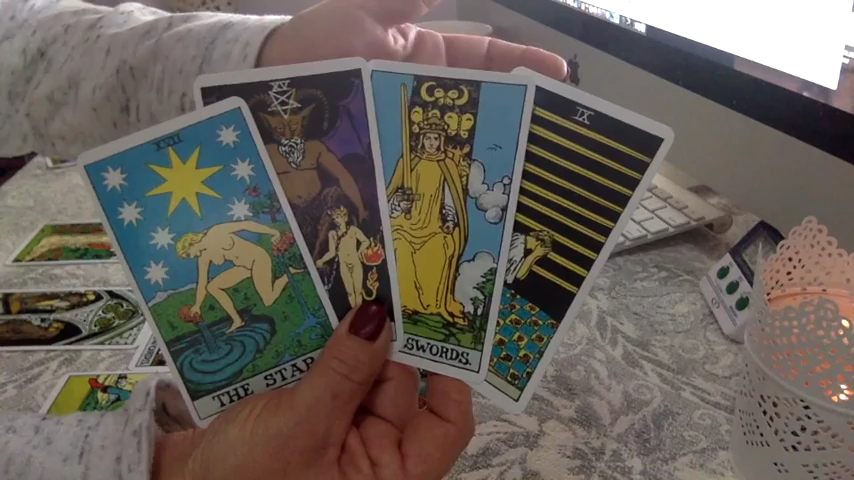 XVII
XV
IX
THE STAR
SWORDS.